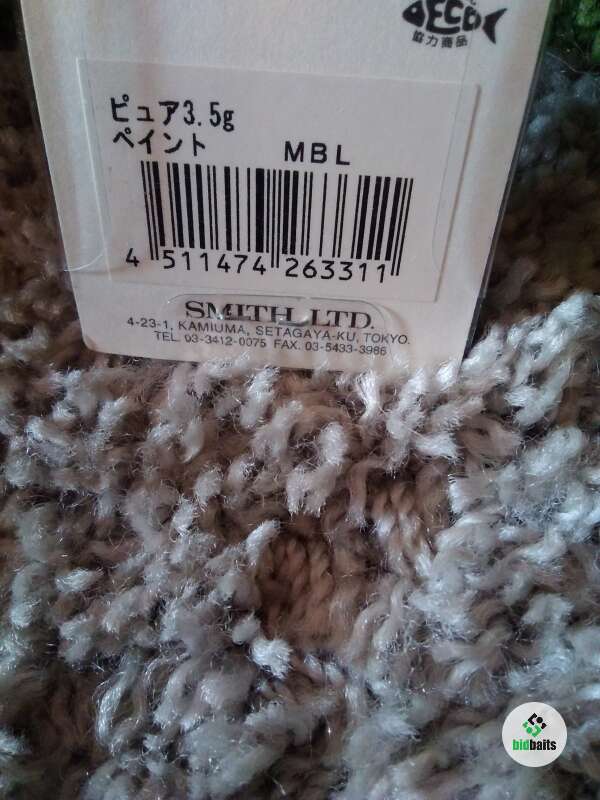 DECO
協力商品
ピュア3.5g
ペイント MBL
4 511474 263311
SMITH LTD.
4-23-1, KAMIUMA, SETAGAYA-KU, TOKYO.
TEL. 03-3412-0075 FAX. 03-5433-3986
bidbaits